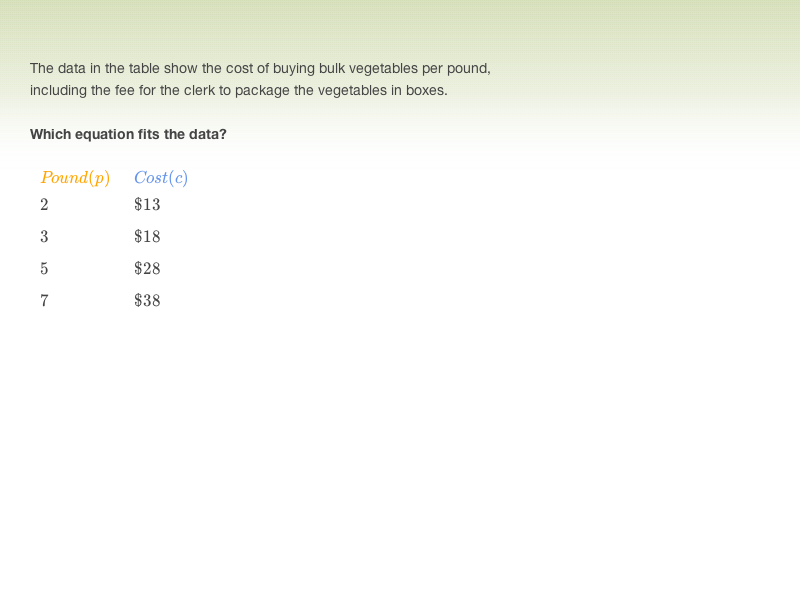 The data in the table show the cost of buying bulk vegetables per pound,
including the fee for the clerk to package the vegetables in boxes.
Which equation fits the data?
Pound(p) Cost(c)
2 $13
3 $18
5 $28
7 $38